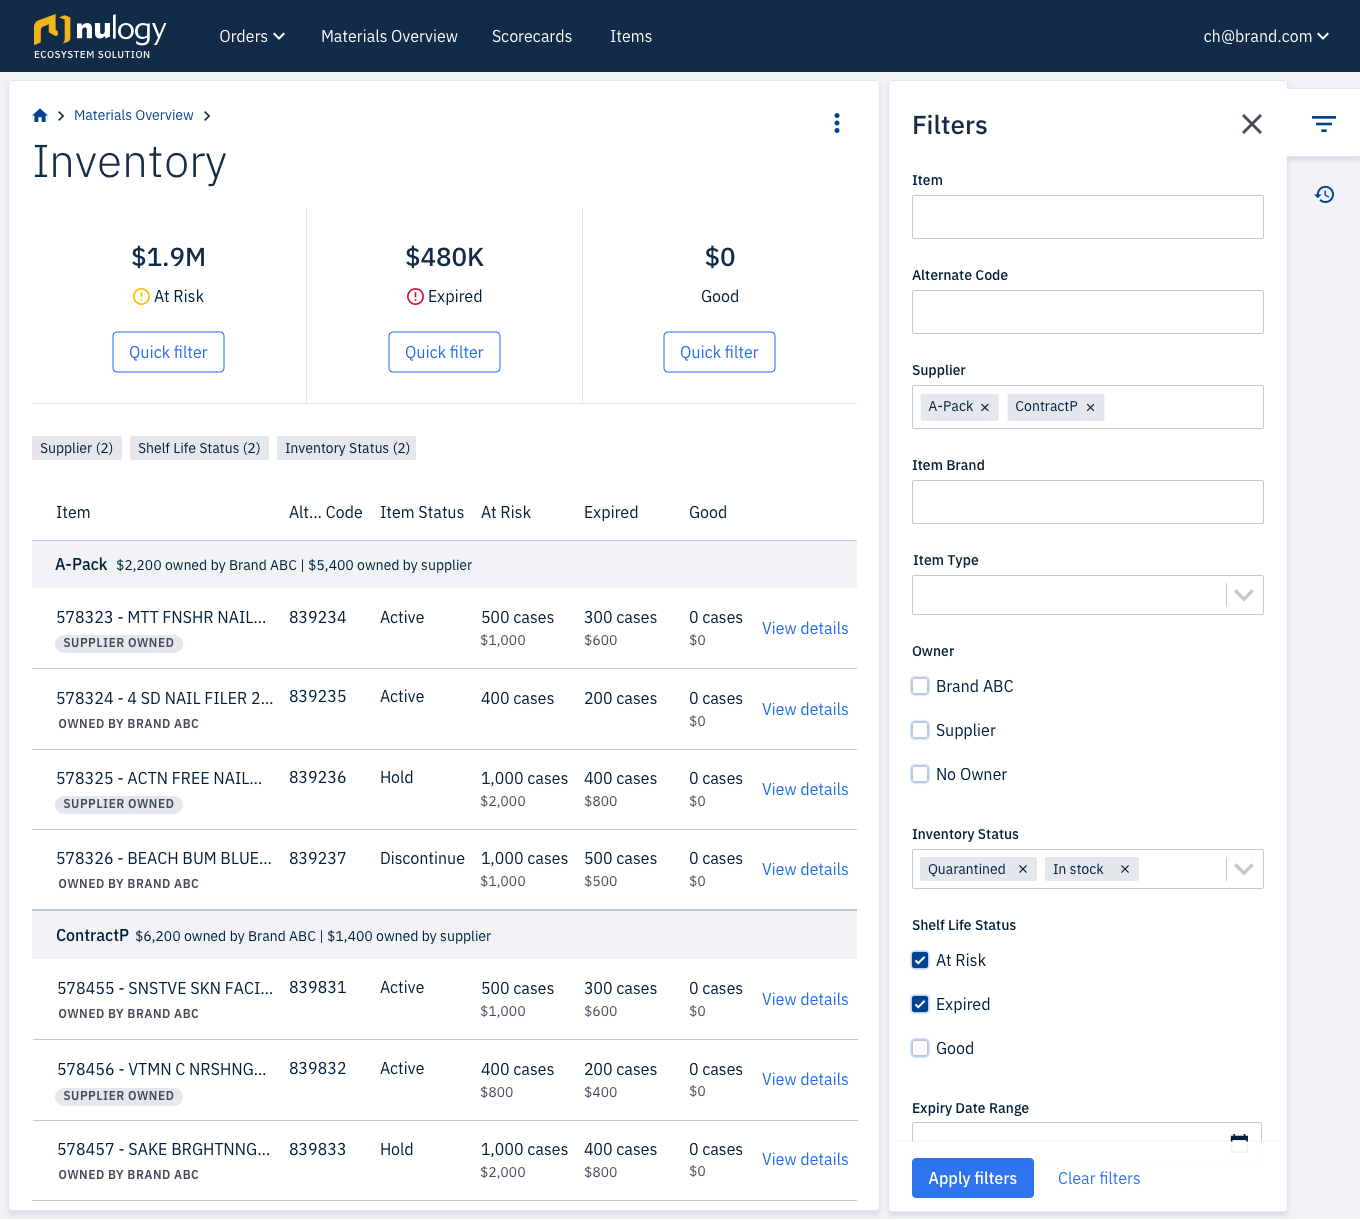 nulogy
ECOSYSTEM SOLUTION
Orders
Materials Overview
Scorecards
Items
ch@brand.com
Materials Overview
Inventory
$1.9M
At Risk
Quick filter
$480K
Expired
Quick filter
$0
Good
Quick filter
Supplier (2)
Shelf Life Status (2)
Inventory Status (2)
Item Alt... Code Item Status At Risk Expired Good
A-Pack $2,200 owned by Brand ABC | $5,400 owned by supplier
578323 - MTT FNSHR NAIL... 839234 Active 500 cases 300 cases 0 cases
SUPPLIER OWNED $1,000 $600 $0
View details
578324 - 4 SD NAIL FILER 2... 839235 Active 400 cases 200 cases 0 cases
OWNED BY BRAND ABC $0
View details
578325 - ACTN FREE NAIL... 839236 Hold 1,000 cases 400 cases 0 cases
SUPPLIER OWNED $2,000 $800 $0
View details
578326 - BEACH BUM BLUE... 839237 Discontinue 1,000 cases 500 cases 0 cases
OWNED BY BRAND ABC $1,000 $500 $0
View details
ContractP $6,200 owned by Brand ABC | $1,400 owned by supplier
578455 - SNSTVE SKN FACI... 839831 Active 500 cases 300 cases 0 cases
OWNED BY BRAND ABC $1,000 $600 $0
View details
578456 - VTMN C NRSHNG... 839832 Active 400 cases 200 cases 0 cases
SUPPLIER OWNED $800 $400 $0
View details
578457 - SAKE BRGHTNNG... 839833 Hold 1,000 cases 400 cases 0 cases
OWNED BY BRAND ABC $2,000 $800 $0
View details
Filters
Item
Alternate Code
Supplier
A-Pack
ContractP
Item Brand
Item Type
Owner
Brand ABC
Supplier
No Owner
Inventory Status
Quarantined
In stock
Shelf Life Status
At Risk
Expired
Good
Expiry Date Range
Apply filters
Clear filters